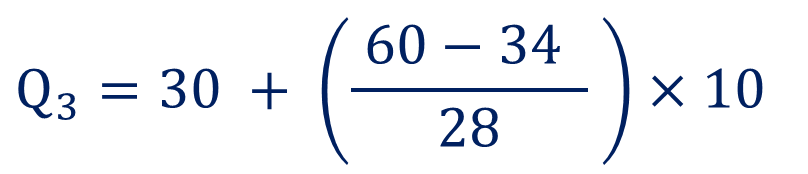 Q₃ = 30 + ( (60 − 34) / 28 ) × 10